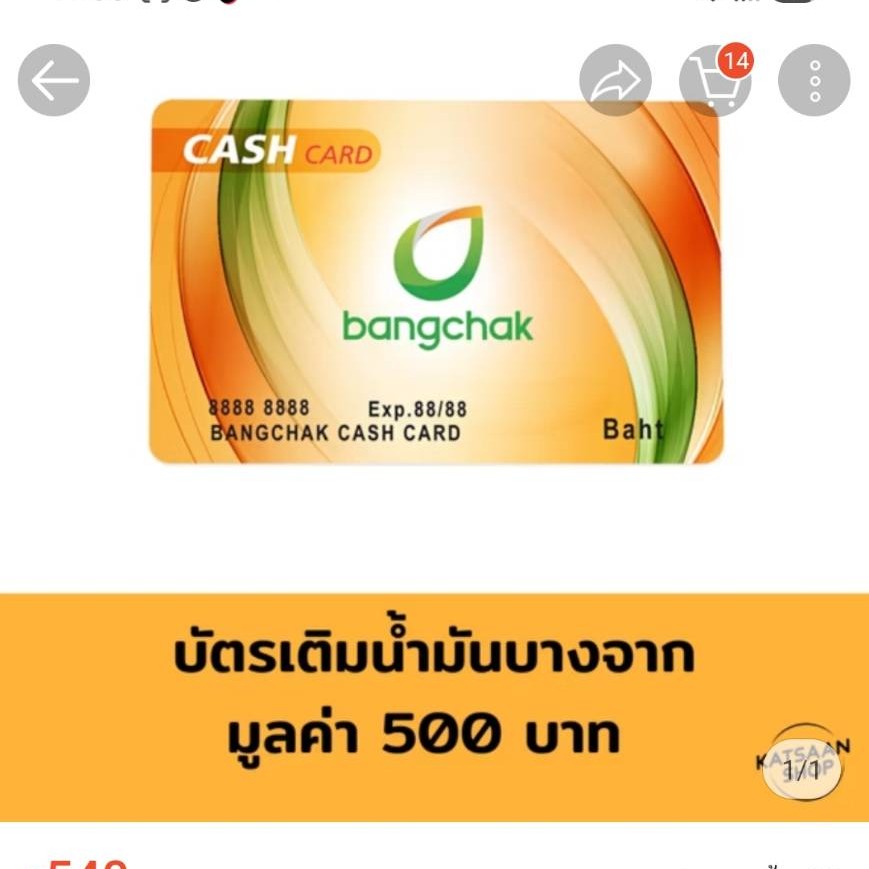 14
CASH CARD
bangchak
8888 8888 Exp.88/88
BANGCHAK CASH CARD
Baht
บัตรเติมน้ำมันบางจาก
มูลค่า 500 บาท
KATSAAN
SHOP
1/1